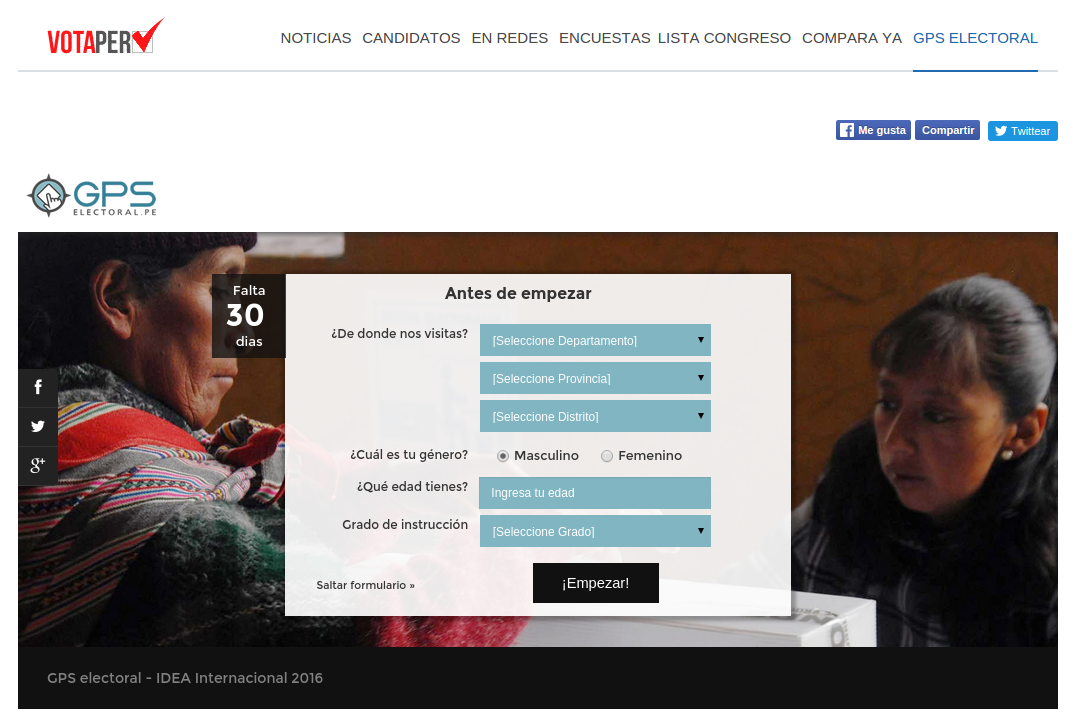 VOTAPERÚ
NOTICIAS CANDIDATOS EN REDES ENCUESTAS LISTA CONGRESO COMPARA YA GPS ELECTORAL
Me gusta Compartir Twittear
GPS
ELECTORAL.PE
Falta
30
dias
Antes de empezar
¿De donde nos visitas? [Seleccione Departamento]
[Seleccione Provincia]
[Seleccione Distrito]
¿Cuál es tu género? Masculino Femenino
¿Qué edad tienes? Ingresa tu edad
Grado de instrucción [Seleccione Grado]
Saltar formulario » ¡Empezar!
GPS electoral - IDEA Internacional 2016